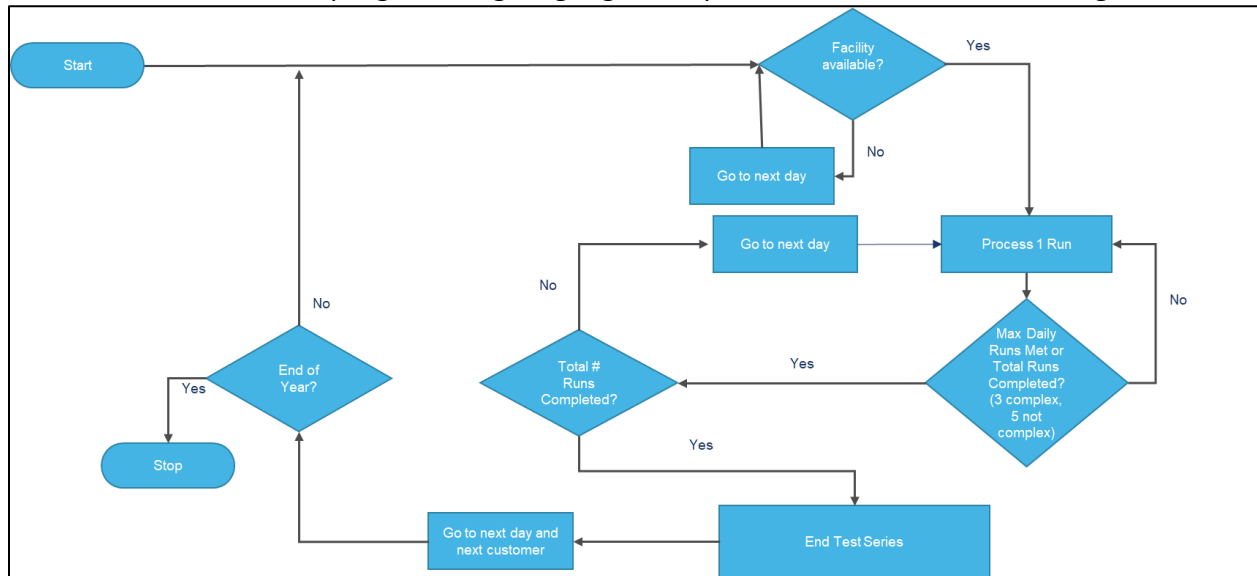 Start
Facility
available?
Yes
No
Go to next day
Go to next day
Process 1 Run
No
No
Max Daily
Runs Met or
Total Runs
Completed?
(3 complex,
5 not
complex)
Yes
Total #
Runs
Completed?
No
End of
Year?
Yes
Stop
Yes
Go to next day and
next customer
End Test Series